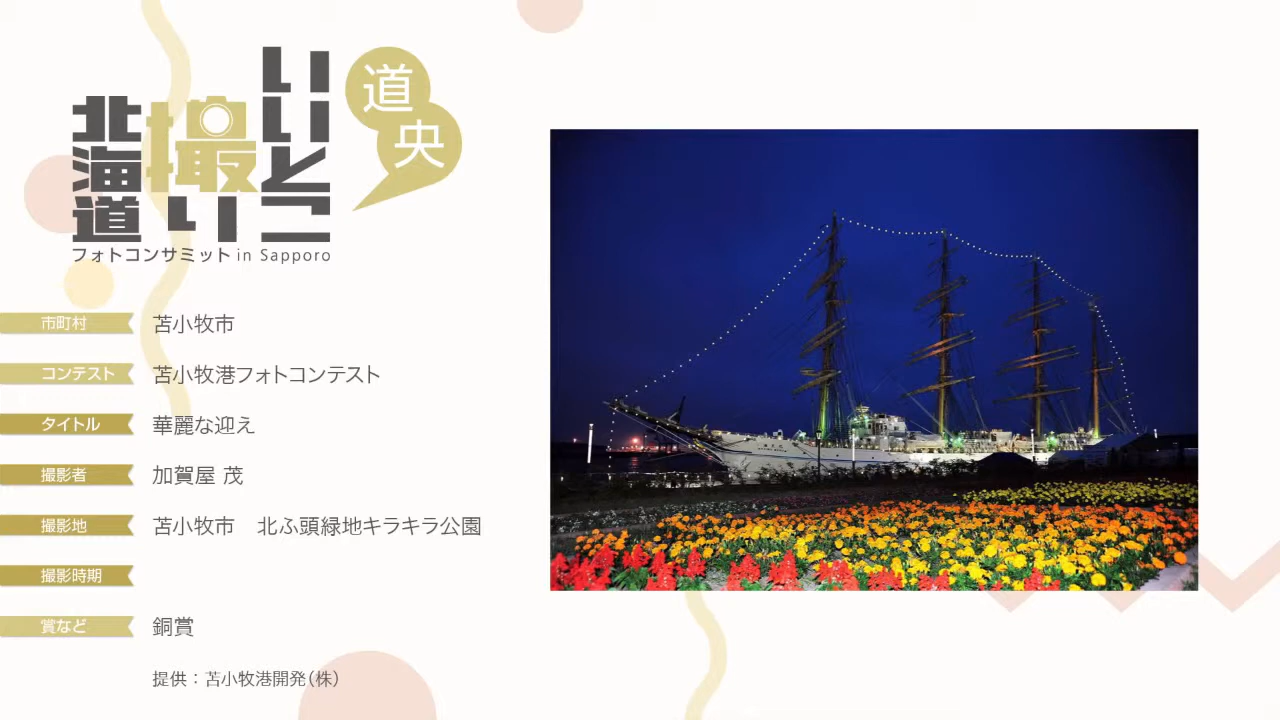 北海道
撮い
いいとこ
道央
フォトコンサミット in Sapporo
市町村 苫小牧市
コンテスト 苫小牧港フォトコンテスト
タイトル 華麗な迎え
撮影者 加賀屋 茂
撮影地 苫小牧市　北ふ頭緑地キラキラ公園
撮影時期
賞など 銅賞
提供：苫小牧港開発(株)